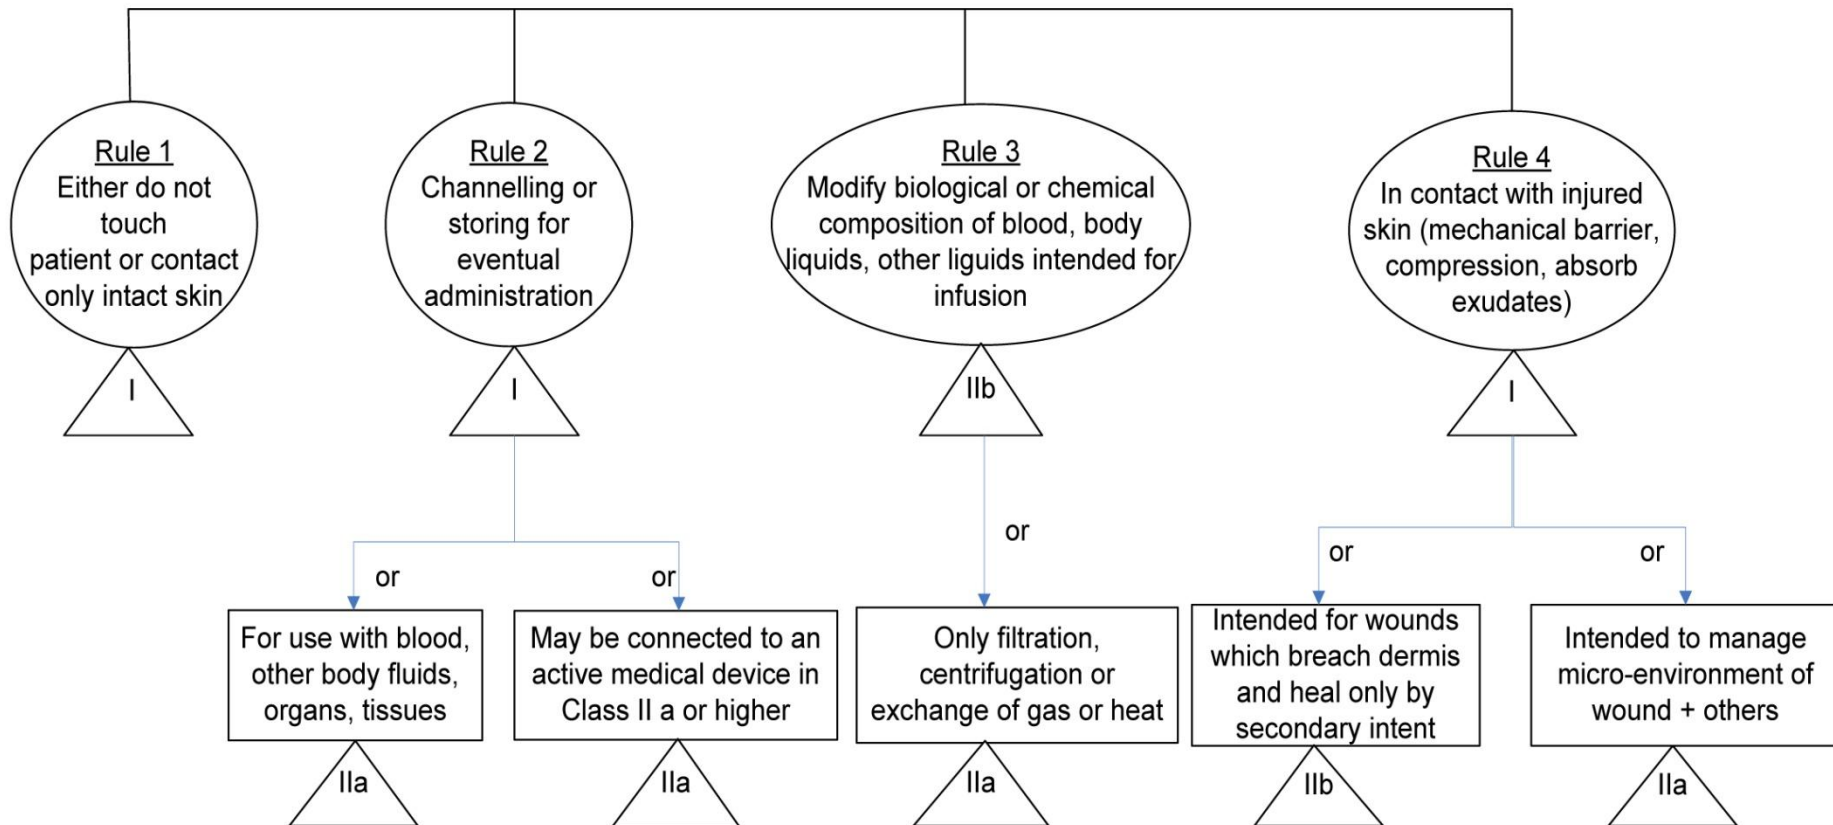 Rule 1
Either do not
touch
patient or contact
only intact skin
I
Rule 2
Channelling or
storing for
eventual
administration
I
Rule 3
Modify biological or chemical
composition of blood, body
liquids, other liguids intended for
infusion
IIb
Rule 4
In contact with injured
skin (mechanical barrier,
compression, absorb
exudates)
I
or
For use with blood,
other body fluids,
organs, tissues
IIa
or
May be connected to an
active medical device in
Class II a or higher
IIa
or
Only filtration,
centrifugation or
exchange of gas or heat
IIa
or
Intended for wounds
which breach dermis
and heal only by
secondary intent
IIb
or
Intended to manage
micro-environment of
wound + others
IIa